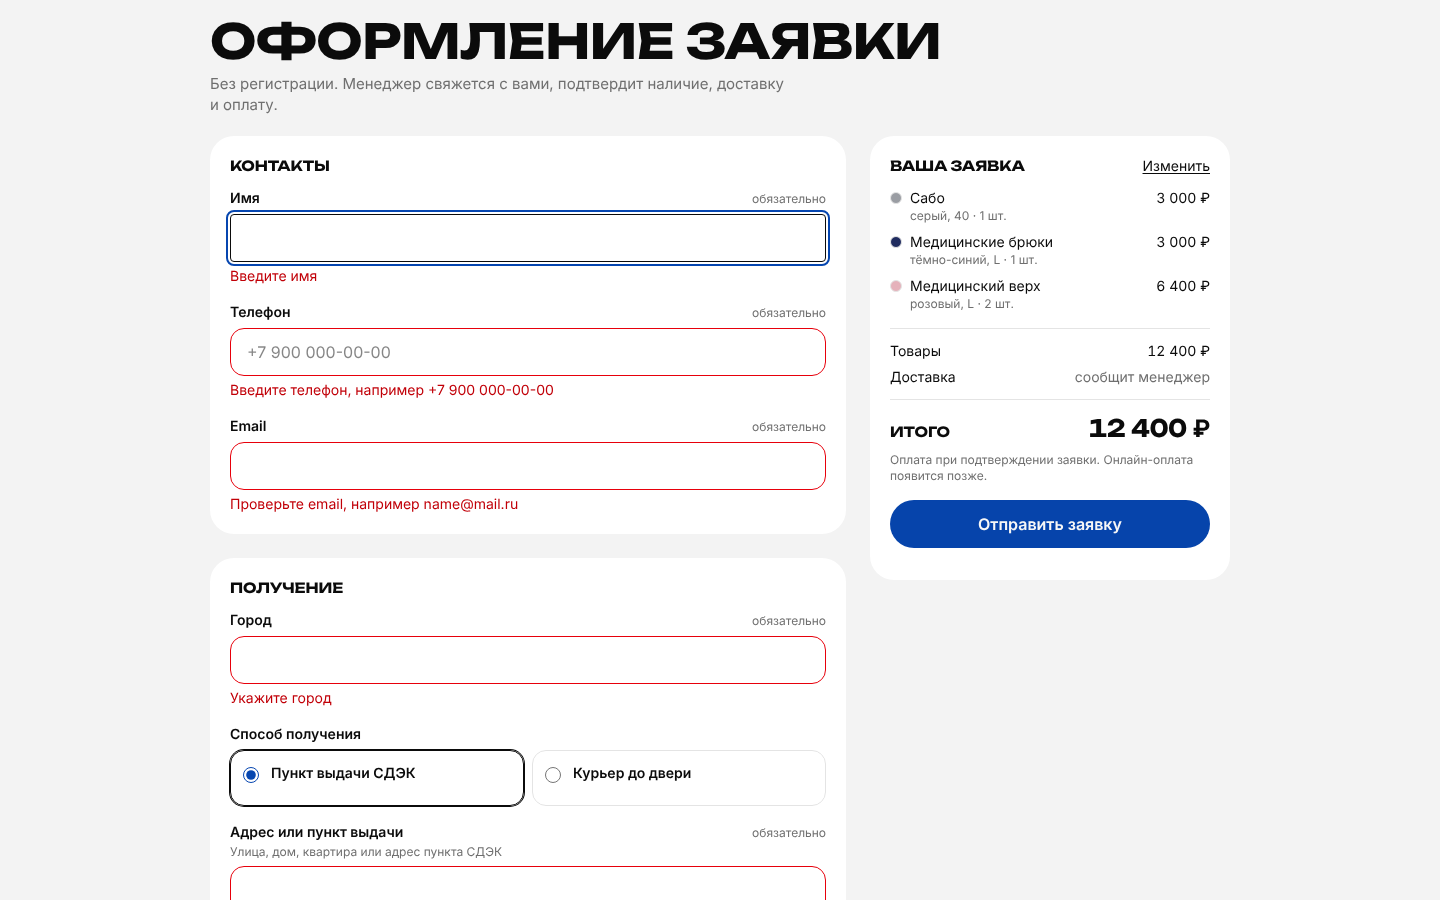 ОФОРМЛЕНИЕ ЗАЯВКИ
Без регистрации. Менеджер свяжется с вами, подтвердит наличие, доставку
и оплату.
КОНТАКТЫ
Имя обязательно
Введите имя
Телефон обязательно
+7 900 000-00-00
Введите телефон, например +7 900 000-00-00
Email обязательно
Проверьте email, например name@mail.ru
ПОЛУЧЕНИЕ
Город обязательно
Укажите город
Способ получения
Пункт выдачи СДЭК
Курьер до двери
Адрес или пункт выдачи обязательно
Улица, дом, квартира или адрес пункта СДЭК
ВАША ЗАЯВКА Изменить
Сабо 3 000 ₽
серый, 40 · 1 шт.
Медицинские брюки 3 000 ₽
тёмно-синий, L · 1 шт.
Медицинский верх 6 400 ₽
розовый, L · 2 шт.
Товары 12 400 ₽
Доставка сообщит менеджер
ИТОГО 12 400 ₽
Оплата при подтверждении заявки. Онлайн-оплата
появится позже.
Отправить заявку